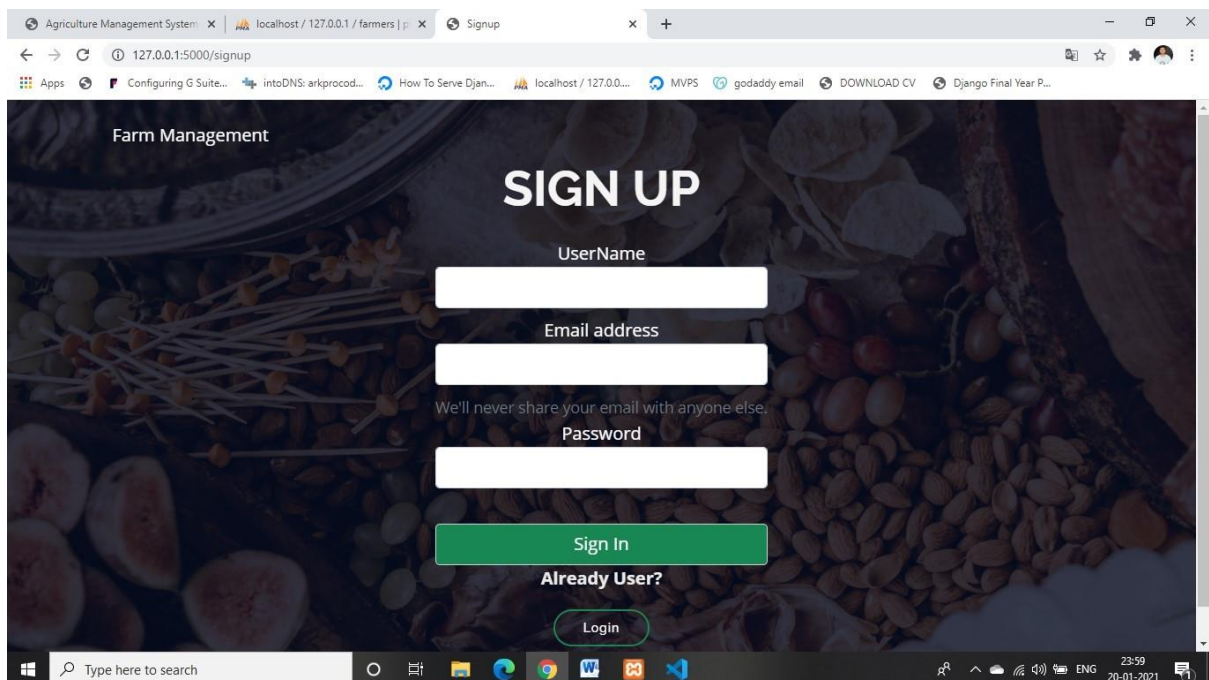 Agriculture Management System
localhost / 127.0.0.1 / farmers | p
Signup
127.0.0.1:5000/signup
Apps
Configuring G Suite...
intoDNS: arkprocod...
How To Serve Djan...
localhost / 127.0.0....
MVPS
godaddy email
DOWNLOAD CV
Django Final Year P...
Farm Management
SIGN UP
UserName
Email address
We'll never share your email with anyone else.
Password
Sign In
Already User?
Login
Type here to search
ENG
23:59
20-01-2021